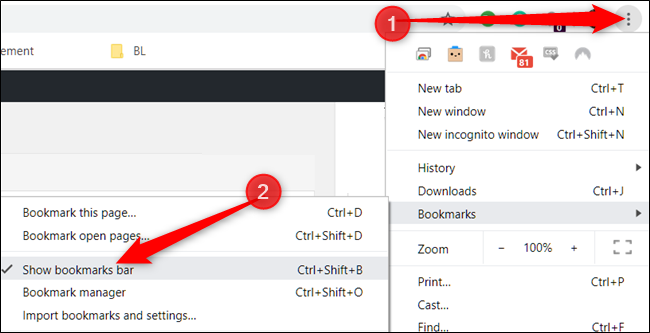 1
0
ement
BL
81
CSS
New tab Ctrl+T
New window Ctrl+N
New incognito window Ctrl+Shift+N
History
Downloads Ctrl+J
Bookmarks
Zoom - 100% +
Print... Ctrl+P
Cast...
Find... Ctrl+F
2
Bookmark this page... Ctrl+D
Bookmark open pages... Ctrl+Shift+D
Show bookmarks bar Ctrl+Shift+B
Bookmark manager Ctrl+Shift+O
Import bookmarks and settings...